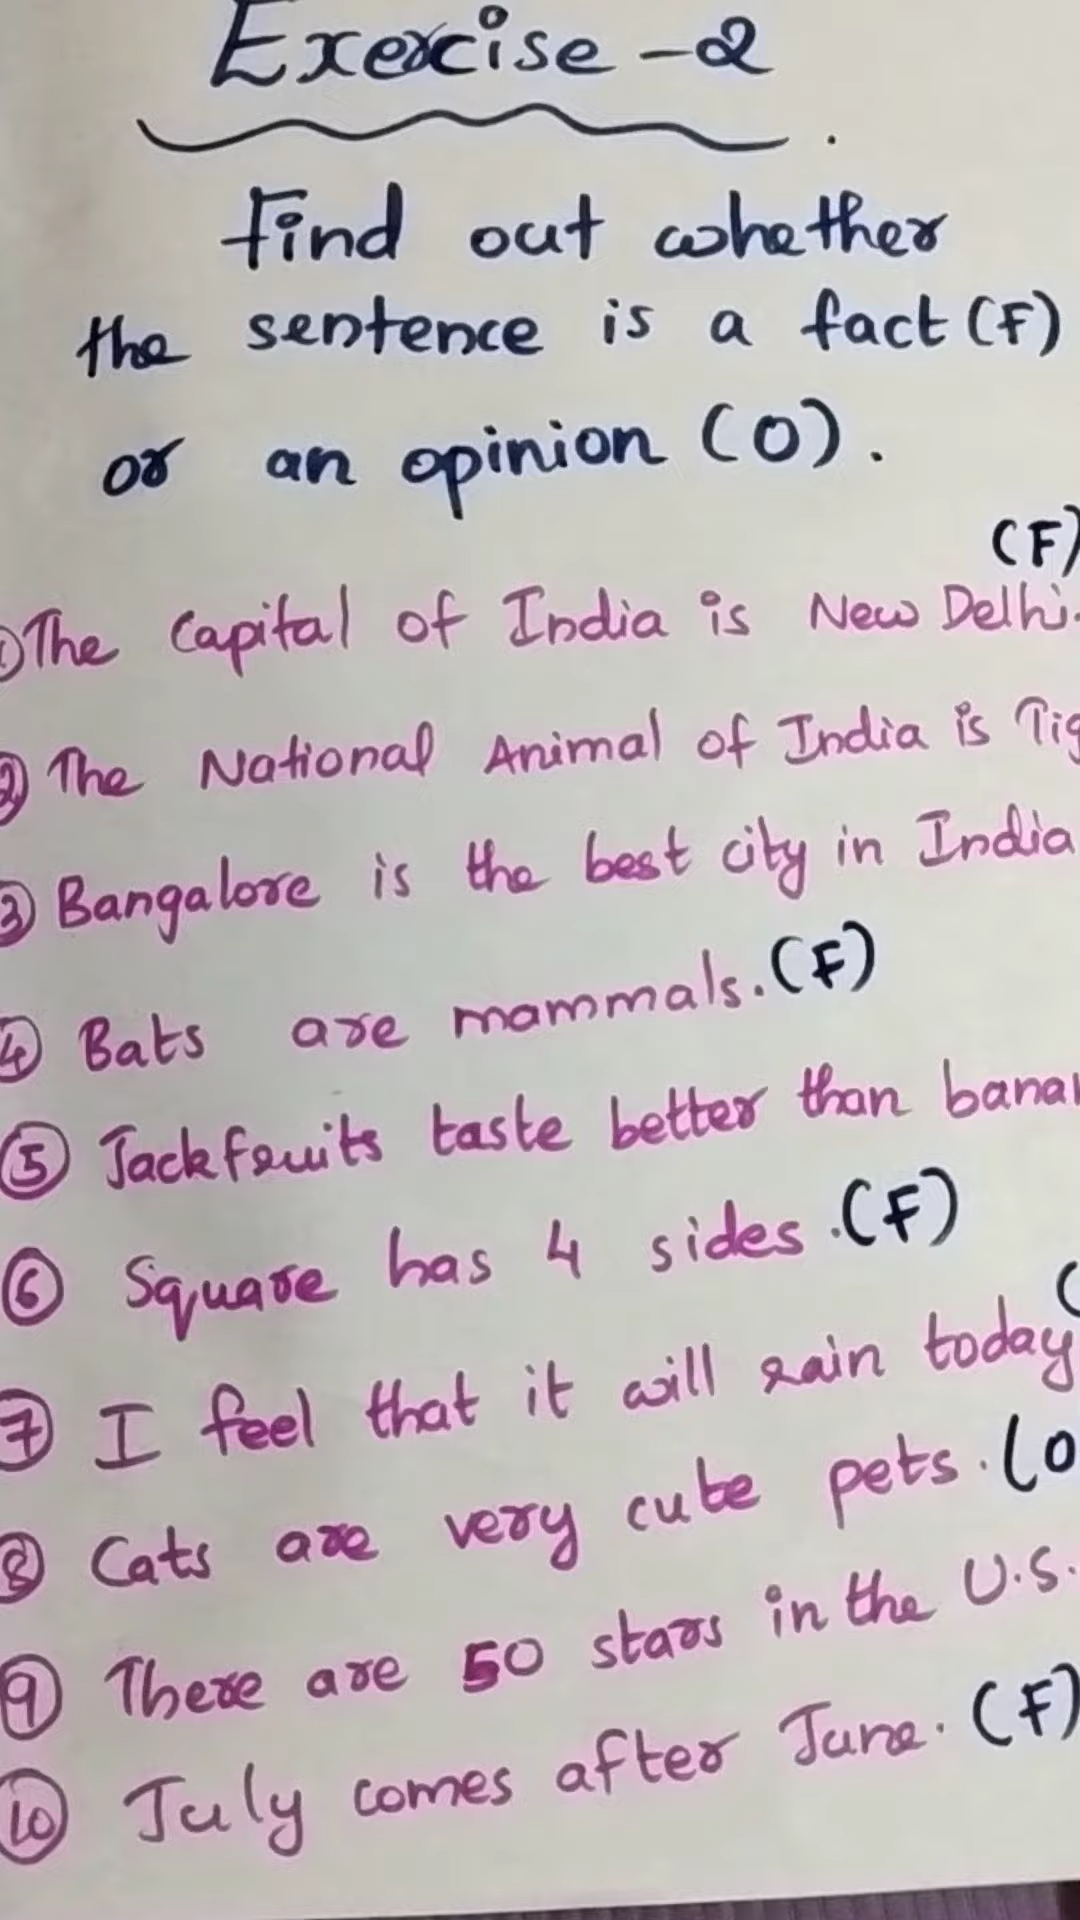 Exercise -2
Find out whether
the sentence is a fact (F)
or an opinion (O).
(F)
① The Capital of India is New Delhi.
② The National Animal of India is Tig
③ Bangalore is the best city in India
④ Bats are mammals. (F)
⑤ Jackfruits taste better than banan
⑥ Square has 4 sides. (F)
⑦ I feel that it will rain today
⑧ Cats are very cute pets. (O
⑨ There are 50 stars in the U.S.
⑩ July comes after June. (F)